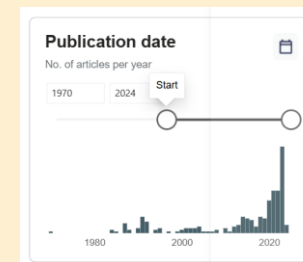 Publication date
No. of articles per year
1970 2024 Start
1980 2000 2020